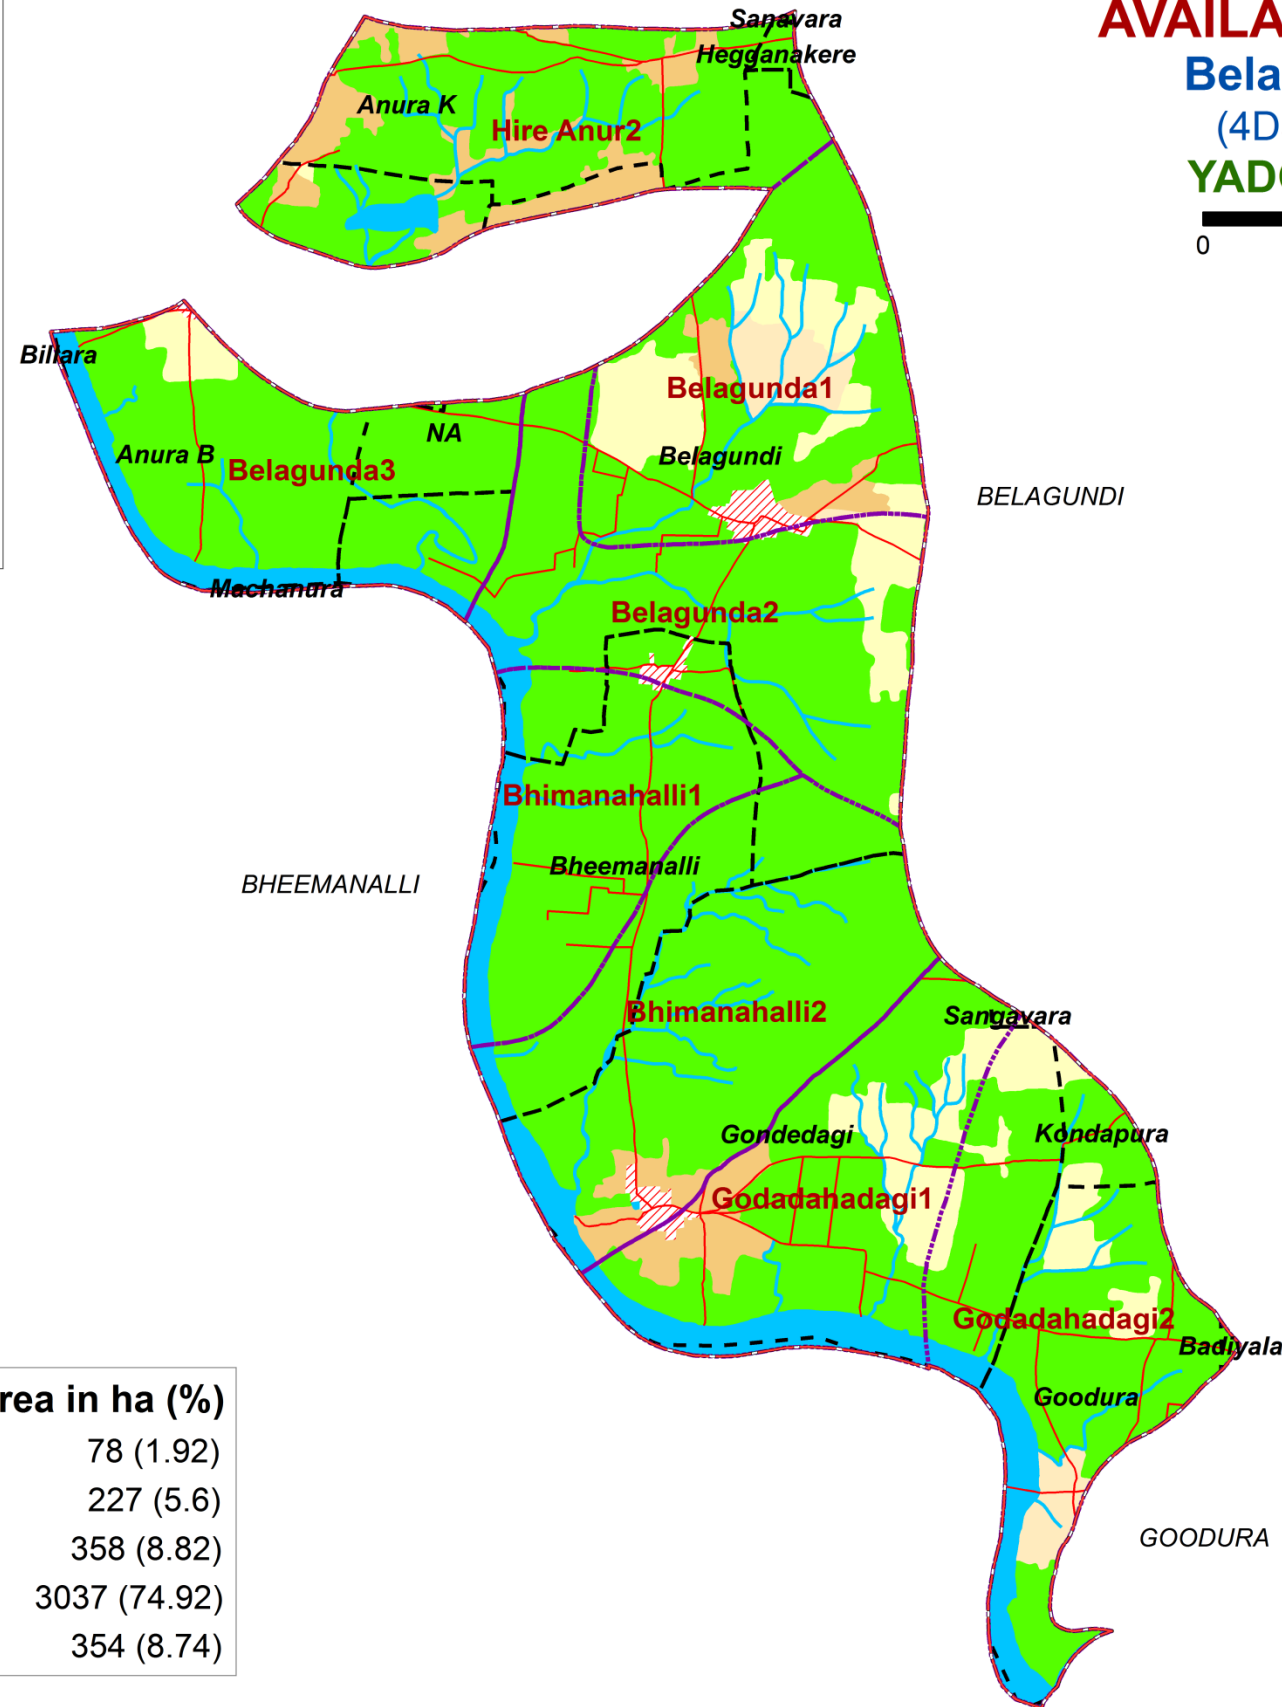 AVAILA
Bela
(4D
YAD
0
Sanavara
Hegganakere
Anura K
Hire Anur2
Billara
Belagunda1
NA
Anura B
Belagundi
Belagunda3
BELAGUNDI
Machanura
Belagunda2
Bhimanahalli1
Bheemanalli
BHEEMANALLI
Bhimanahalli2
Sangavara
Gondedagi
Kondapura
Godadahadagi1
Godadahadagi2
Badiyala
Goodura
GOODURA
rea in ha (%)
78 (1.92)
227 (5.6)
358 (8.82)
3037 (74.92)
354 (8.74)